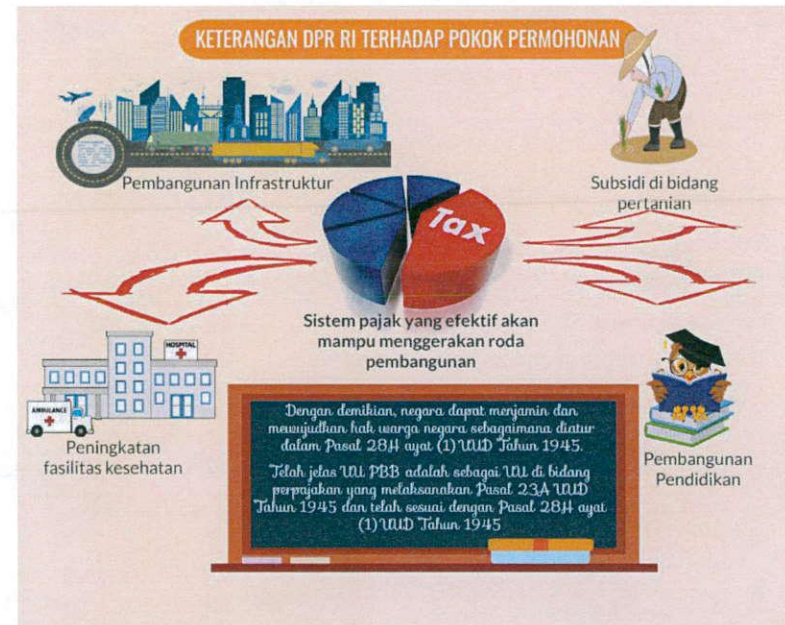 KETERANGAN DPR RI TERHADAP POKOK PERMOHONAN
Pembangunan Infrastruktur
Subsidi di bidang
pertanian
Tax
Sistem pajak yang efektif akan
mampu menggerakan roda
pembangunan
HOSPITAL
AMBULANCE
Peningkatan
fasilitas kesehatan
Pembangunan
Pendidikan
Dengan demikian, negara dapat menjamin dan
mewujudkan hak warga negara sebagaimana diatur
dalam Pasal 28H ayat (1) UUD Tahun 1945.
Telah jelas UU PBB adalah sebagai UU di bidang
perpajakan yang melaksanakan Pasal 23A UUD
Tahun 1945 dan telah sesuai dengan Pasal 28H ayat
(1) UUD Tahun 1945